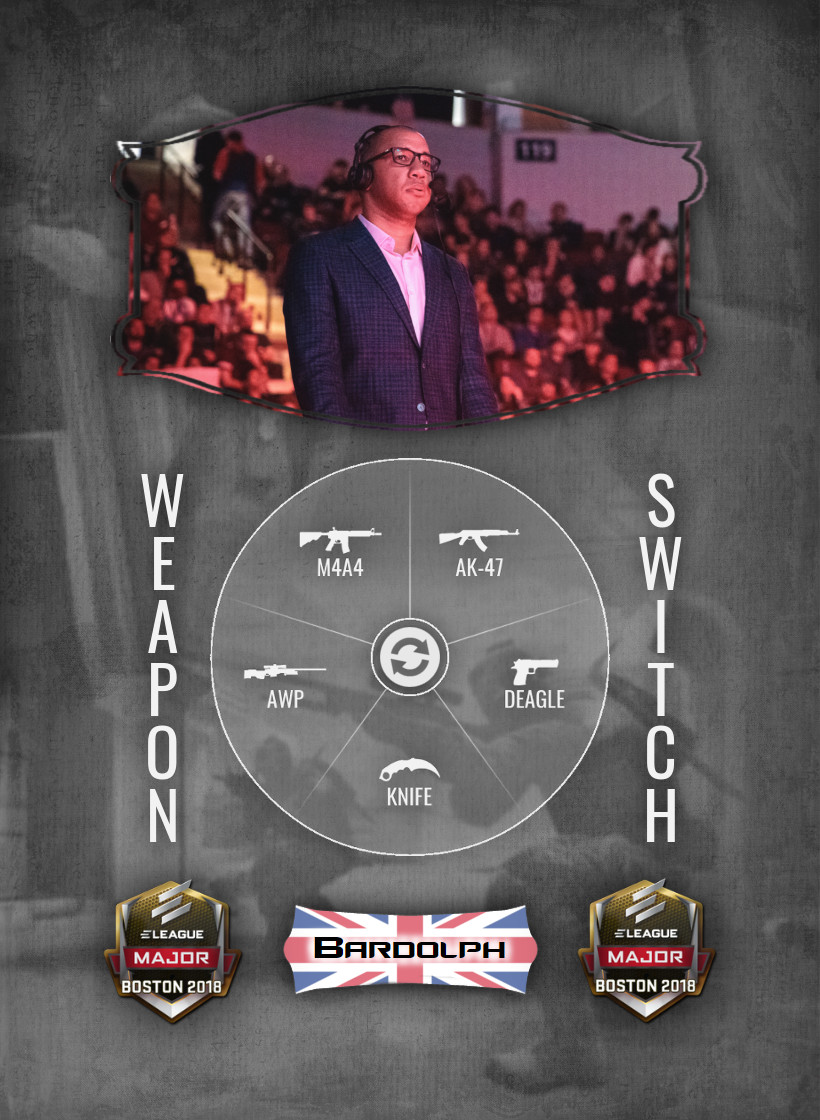 119
WEAPON
SWITCH
M4A4
AK-47
AWP
DEAGLE
KNIFE
ELEAGUE
MAJOR
BOSTON 2018
BARDOLPH
ELEAGUE
MAJOR
BOSTON 2018